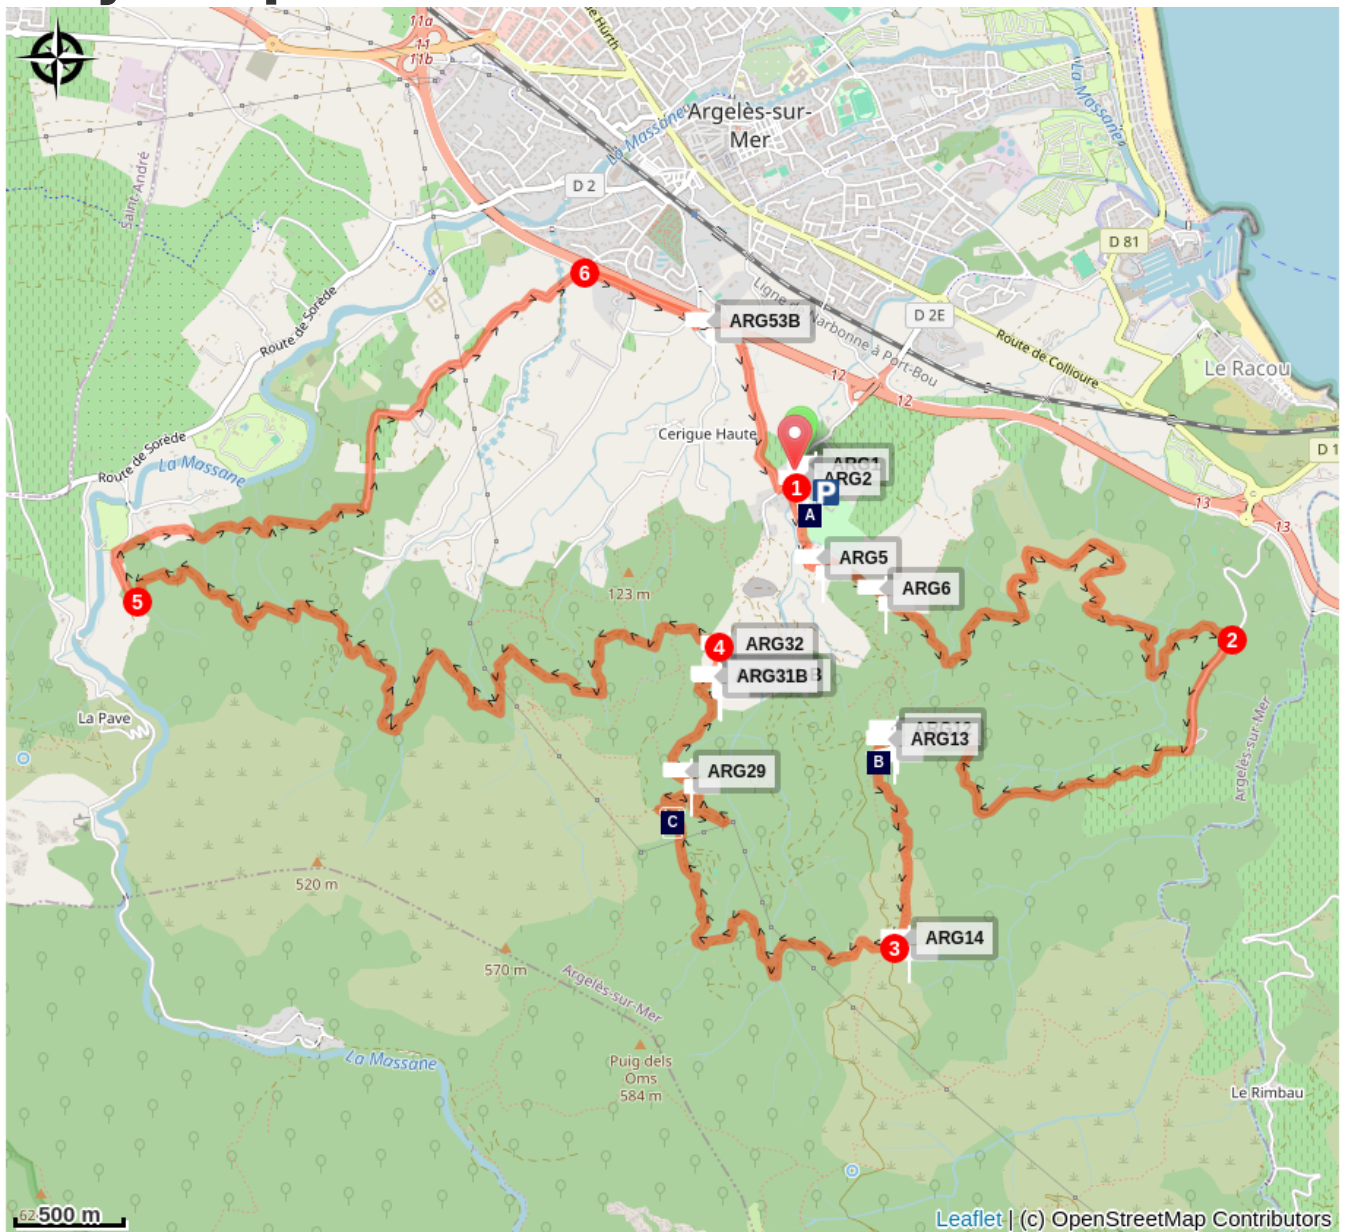 11a
11
11b
Hürth
La Massane
Argelès-sur-
Mer
La Massane
D 2
Saint-André
D 81
6
Route de Sorède
ARG53B
Ligne de Narbonne à Port-Bou
D 2E
Route de Collioure
Le Racou
12
12
Cerigue Haute
D 1
Route de Sorède
La Massane
ARG1
ARG2
1
P
A
13
13
ARG5
ARG6
123 m
5
4
ARG32
2
ARG31B
B
La Pave
Argelès-sur-Mer
ARG13
B
ARG29
C
520 m
3
ARG14
570 m
Argelès-sur-Mer
La Massane
Puig dels
Oms
584 m
Le Rimbau
500 m
Leaflet | (c) OpenStreetMap Contributors